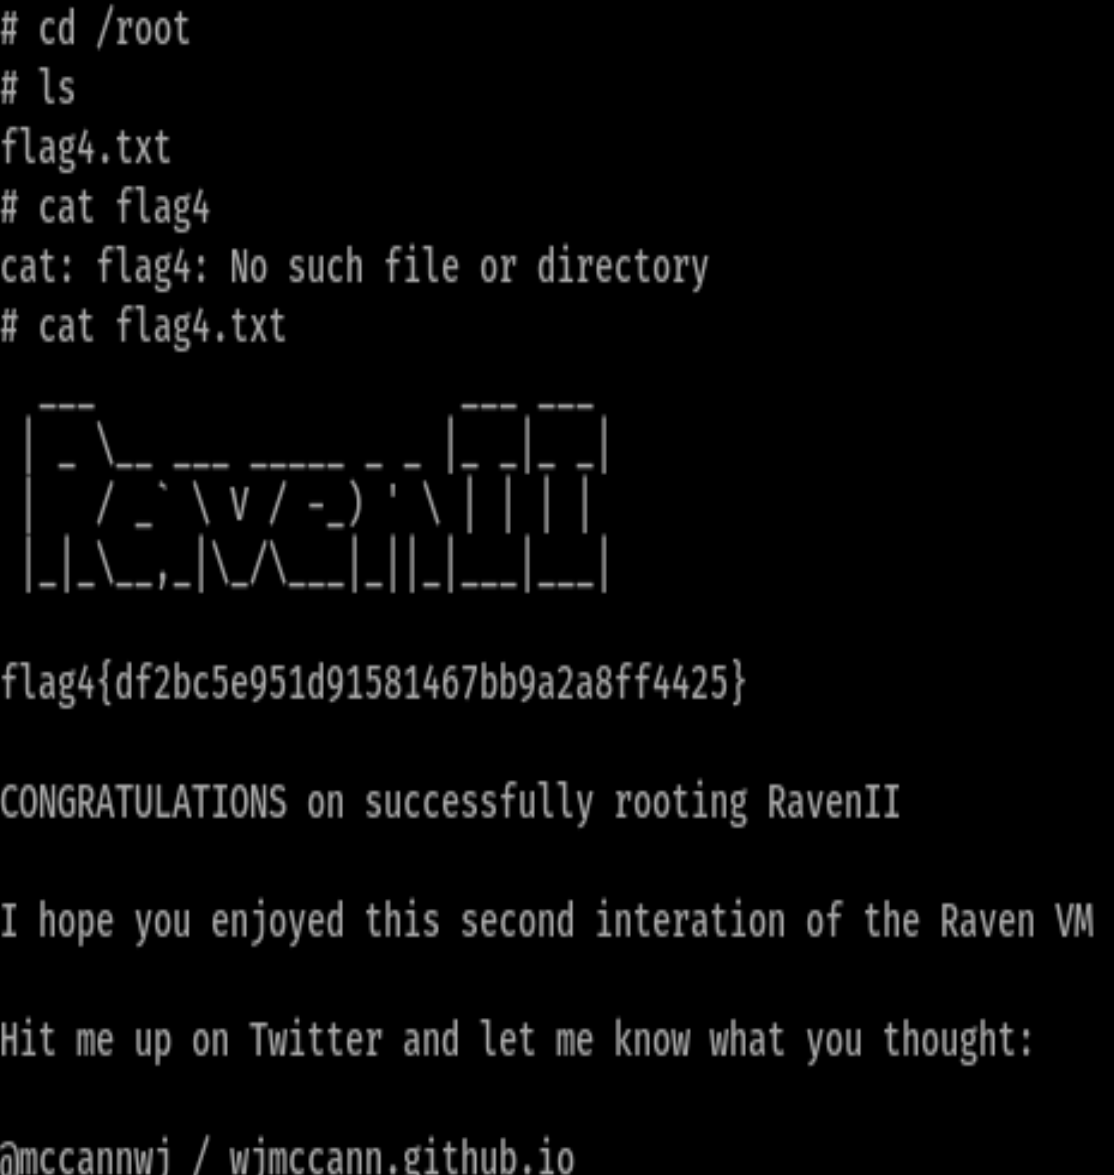 # cd /root
# ls
flag4.txt
# cat flag4
cat: flag4: No such file or directory
# cat flag4.txt
  ___                   ___ ___
 |   \                 |   |   |
 | _  \__ ___ _____ _ _ |_ _|_ _|
 |   / _` \ V / -_) ' \ | | | |
 |_|_\__,_|\_/\___|_||_|___|___|
flag4{df2bc5e951d91581467bb9a2a8ff4425}
CONGRATULATIONS on successfully rooting RavenII
I hope you enjoyed this second interation of the Raven VM
Hit me up on Twitter and let me know what you thought:
@mccannwj / wjmccann.github.io